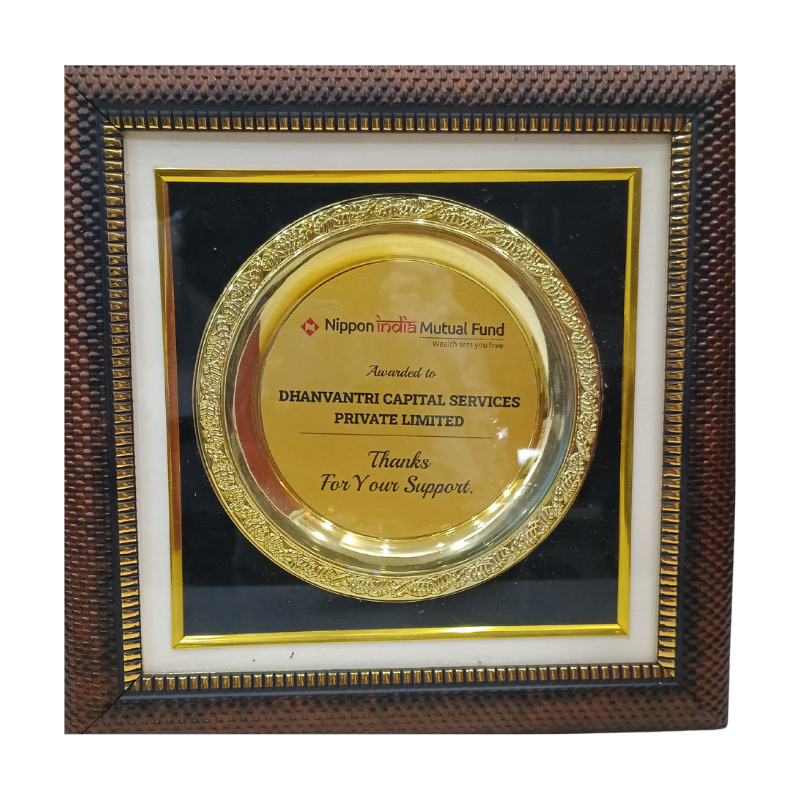 Nippon india Mutual Fund
Wealth sets you free
Awarded to
DHANVANTRI CAPITAL SERVICES
PRIVATE LIMITED
Thanks
For Your Support.